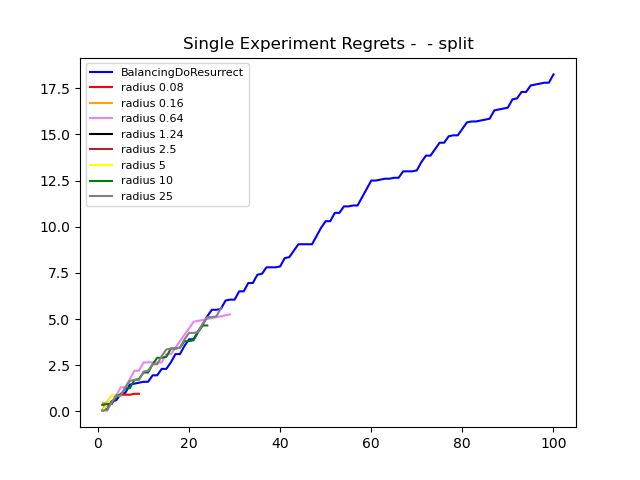 Single Experiment Regrets -  - split
BalancingDoResurrect
radius 0.08
radius 0.16
radius 0.64
radius 1.24
radius 2.5
radius 5
radius 10
radius 25
17.5
15.0
12.5
10.0
7.5
5.0
2.5
0.0
0 20 40 60 80 100